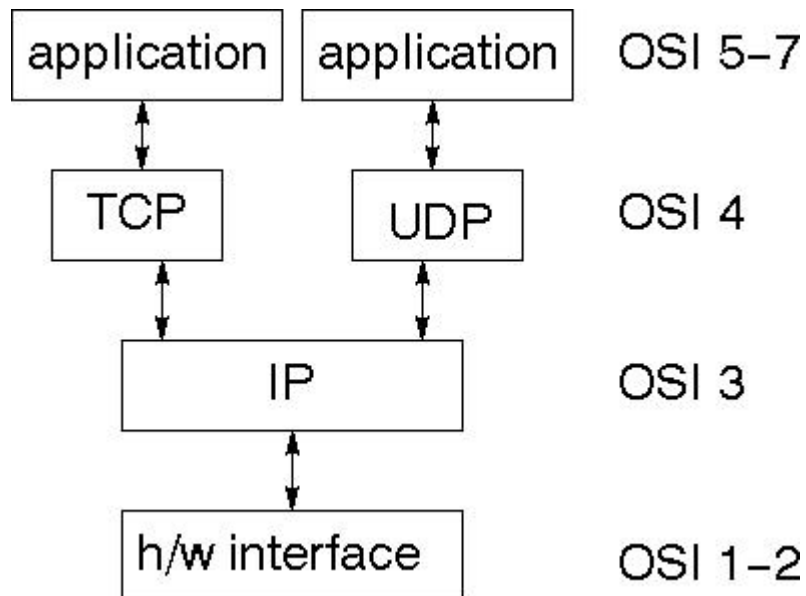 application application OSI 5-7
TCP UDP OSI 4
IP OSI 3
h/w interface OSI 1-2